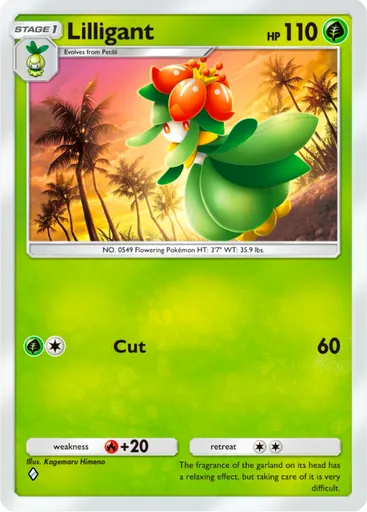 STAGE 1
Lilligant
HP 110
Evolves from Petilil
NO. 0549 Flowering Pokémon HT: 3'7" WT: 35.9 lbs.
Cut 60
weakness +20
retreat
Illus. Kagemaru Himeno
The fragrance of the garland on its head has
a relaxing effect, but taking care of it is very
difficult.